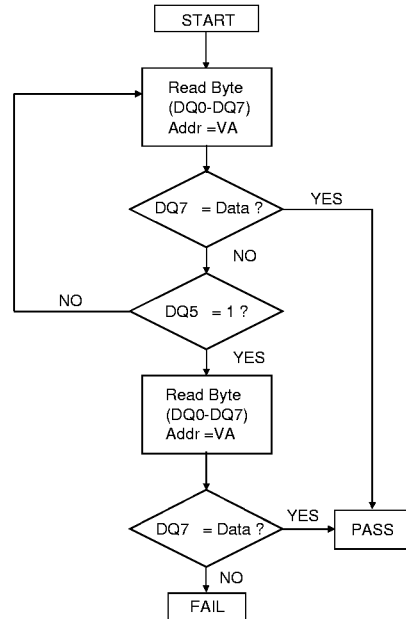 START
Read Byte
(DQ0-DQ7)
Addr =VA
DQ7 = Data ?
YES
NO
DQ5 = 1 ?
NO
YES
Read Byte
(DQ0-DQ7)
Addr =VA
DQ7 = Data ?
YES
PASS
NO
FAIL